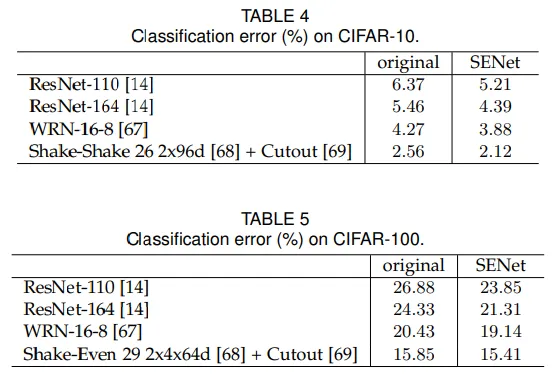 TABLE 4
Classification error (%) on CIFAR-10.
original SENet
ResNet-110 [14] 6.37 5.21
ResNet-164 [14] 5.46 4.39
WRN-16-8 [67] 4.27 3.88
Shake-Shake 26 2x96d [68] + Cutout [69] 2.56 2.12
TABLE 5
Classification error (%) on CIFAR-100.
original SENet
ResNet-110 [14] 26.88 23.85
ResNet-164 [14] 24.33 21.31
WRN-16-8 [67] 20.43 19.14
Shake-Even 29 2x4x64d [68] + Cutout [69] 15.85 15.41